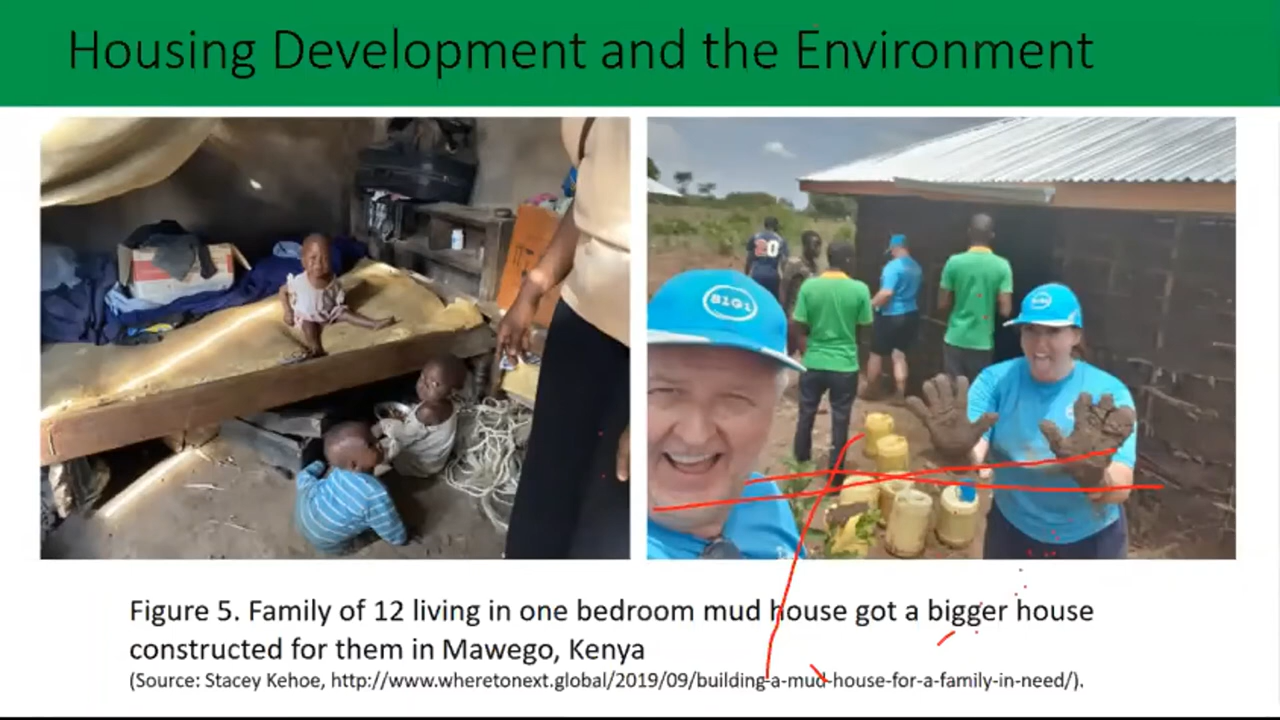 Housing Development and the Environment
20
B1G1
Figure 5. Family of 12 living in one bedroom mud house got a bigger house
constructed for them in Mawego, Kenya
(Source: Stacey Kehoe, http://www.wheretonext.global/2019/09/building-a-mud-house-for-a-family-in-need/).